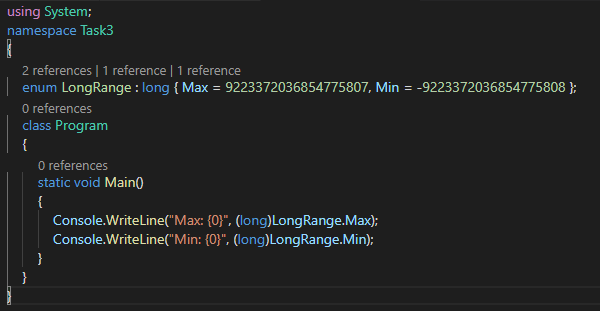 using System;
namespace Task3
{
2 references | 1 reference | 1 reference
enum LongRange : long { Max = 9223372036854775807, Min = -9223372036854775808 };
0 references
class Program
{
0 references
static void Main()
{
Console.WriteLine("Max: {0}", (long)LongRange.Max);
Console.WriteLine("Min: {0}", (long)LongRange.Min);
}
}
}